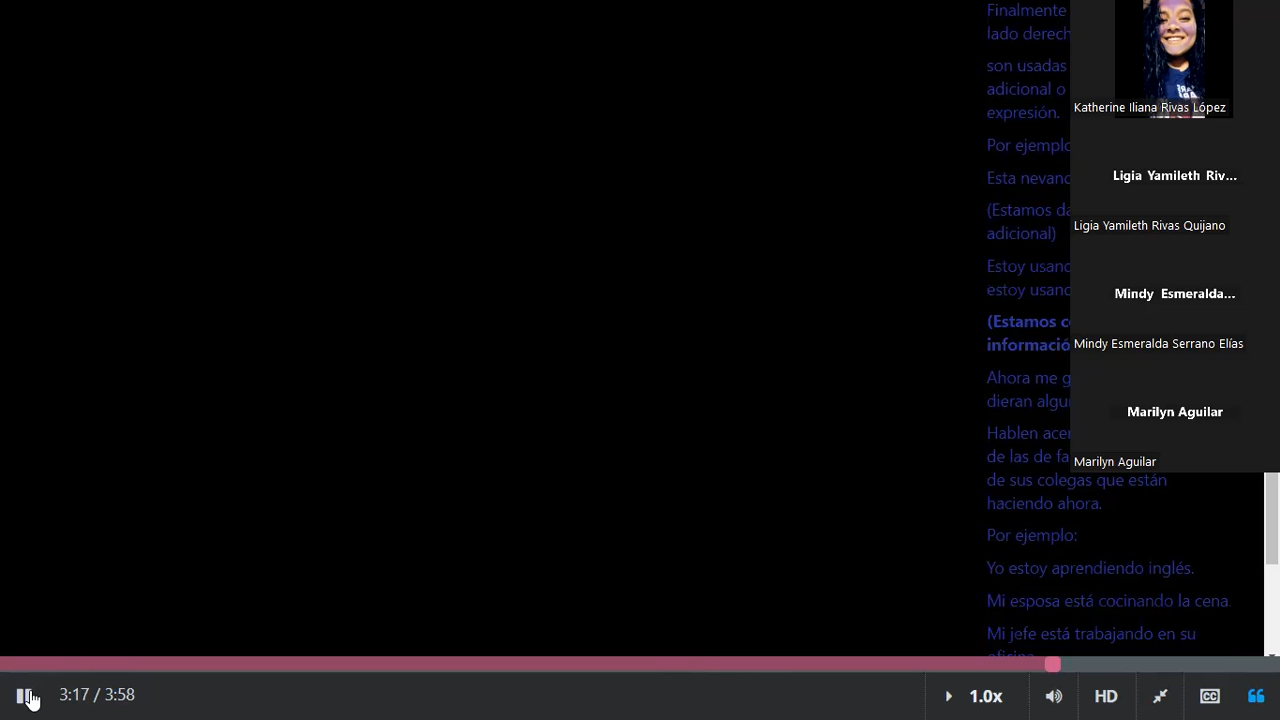 Finalmente
lado derech
son usadas
adicional o
expresión.
Por ejemplo
Esta nevand
(Estamos da
adicional)
Estoy usand
estoy usand
(Estamos c
informació
Ahora me g
dieran algu
Hablen acer
de las de fa
de sus colegas que están
haciendo ahora.
Por ejemplo:
Yo estoy aprendiendo inglés.
Mi esposa está cocinando la cena.
Mi jefe está trabajando en su
oficina.
Katherine Iliana Rivas López
Ligia Yamileth Riv...
Ligia Yamileth Rivas Quijano
Mindy Esmeralda...
Mindy Esmeralda Serrano Elías
Marilyn Aguilar
Marilyn Aguilar
3:17 / 3:58
1.0x
HD
CC